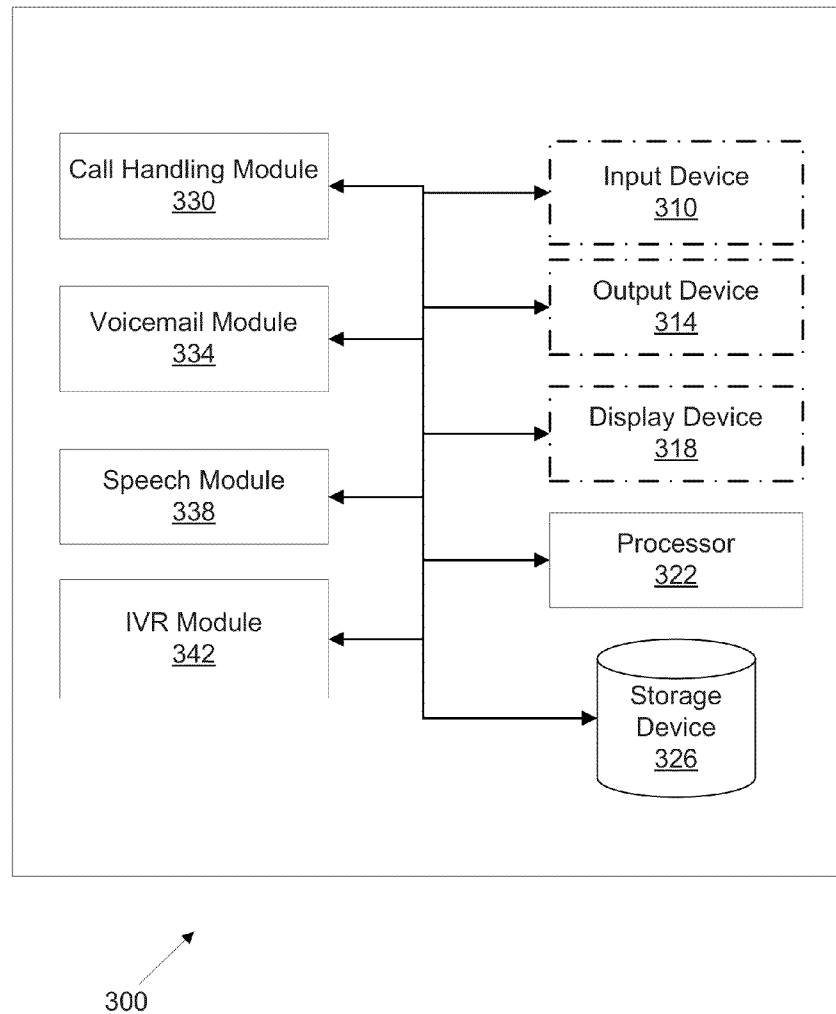 Call Handling Module
330
Voicemail Module
334
Speech Module
338
IVR Module
342
Input Device
310
Output Device
314
Display Device
318
Processor
322
Storage
Device
326
300